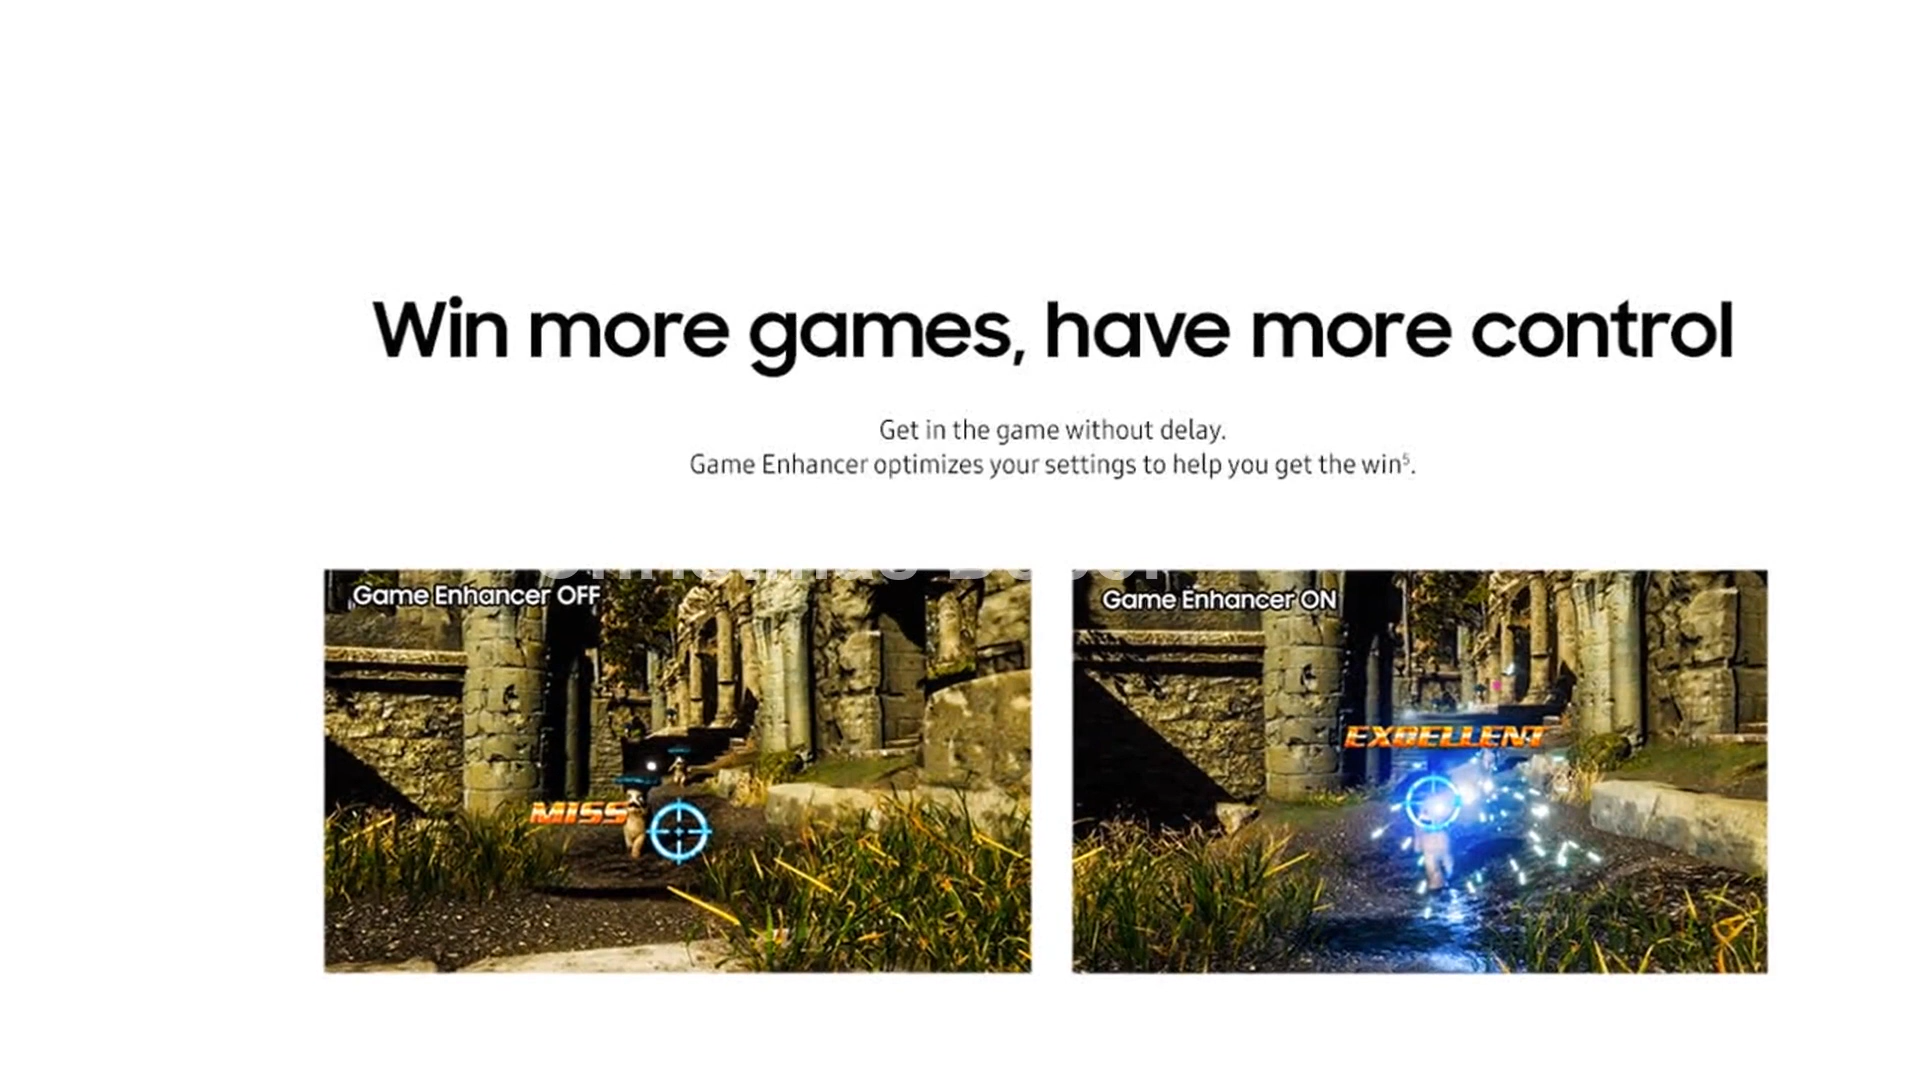 Win more games, have more control
Get in the game without delay.
Game Enhancer optimizes your settings to help you get the win⁵.
Game Enhancer OFF
Game Enhancer ON
EXCELLENT
MISS